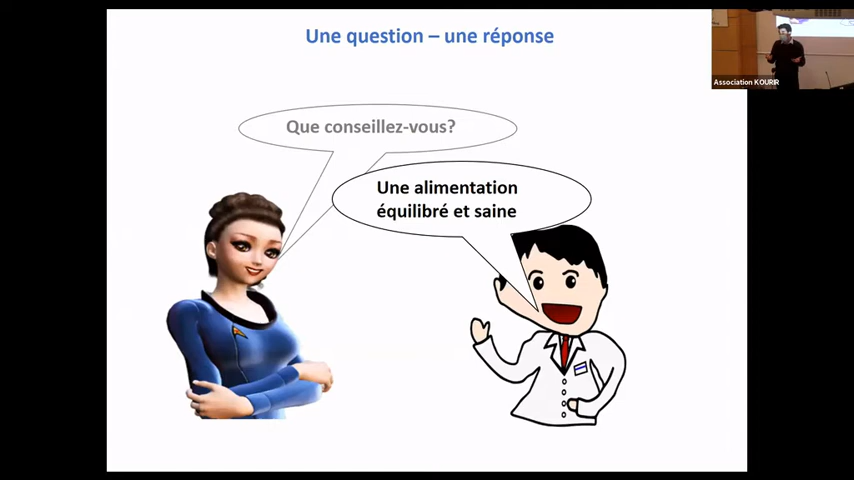 Une question – une réponse
Association KOURIR
Que conseillez-vous?
Une alimentation
équilibré et saine